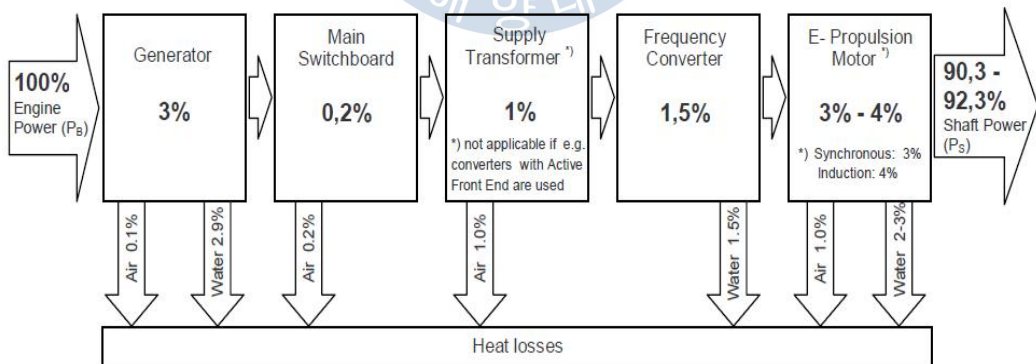 100%
Engine
Power (PB)
Generator
3%
Main
Switchboard
0,2%
Supply
Transformer *)
1%
*) not applicable if e.g.
converters with Active
Front End are used
Frequency
Converter
1,5%
E- Propulsion
Motor *)
3% - 4%
*) Synchronous: 3%
Induction: 4%
90,3 -
92,3%
Shaft Power
(PS)
Air 0.1%
Water 2.9%
Air 0.2%
Air 1.0%
Water 1.5%
Air 1.0%
Water 2-3%
Heat losses